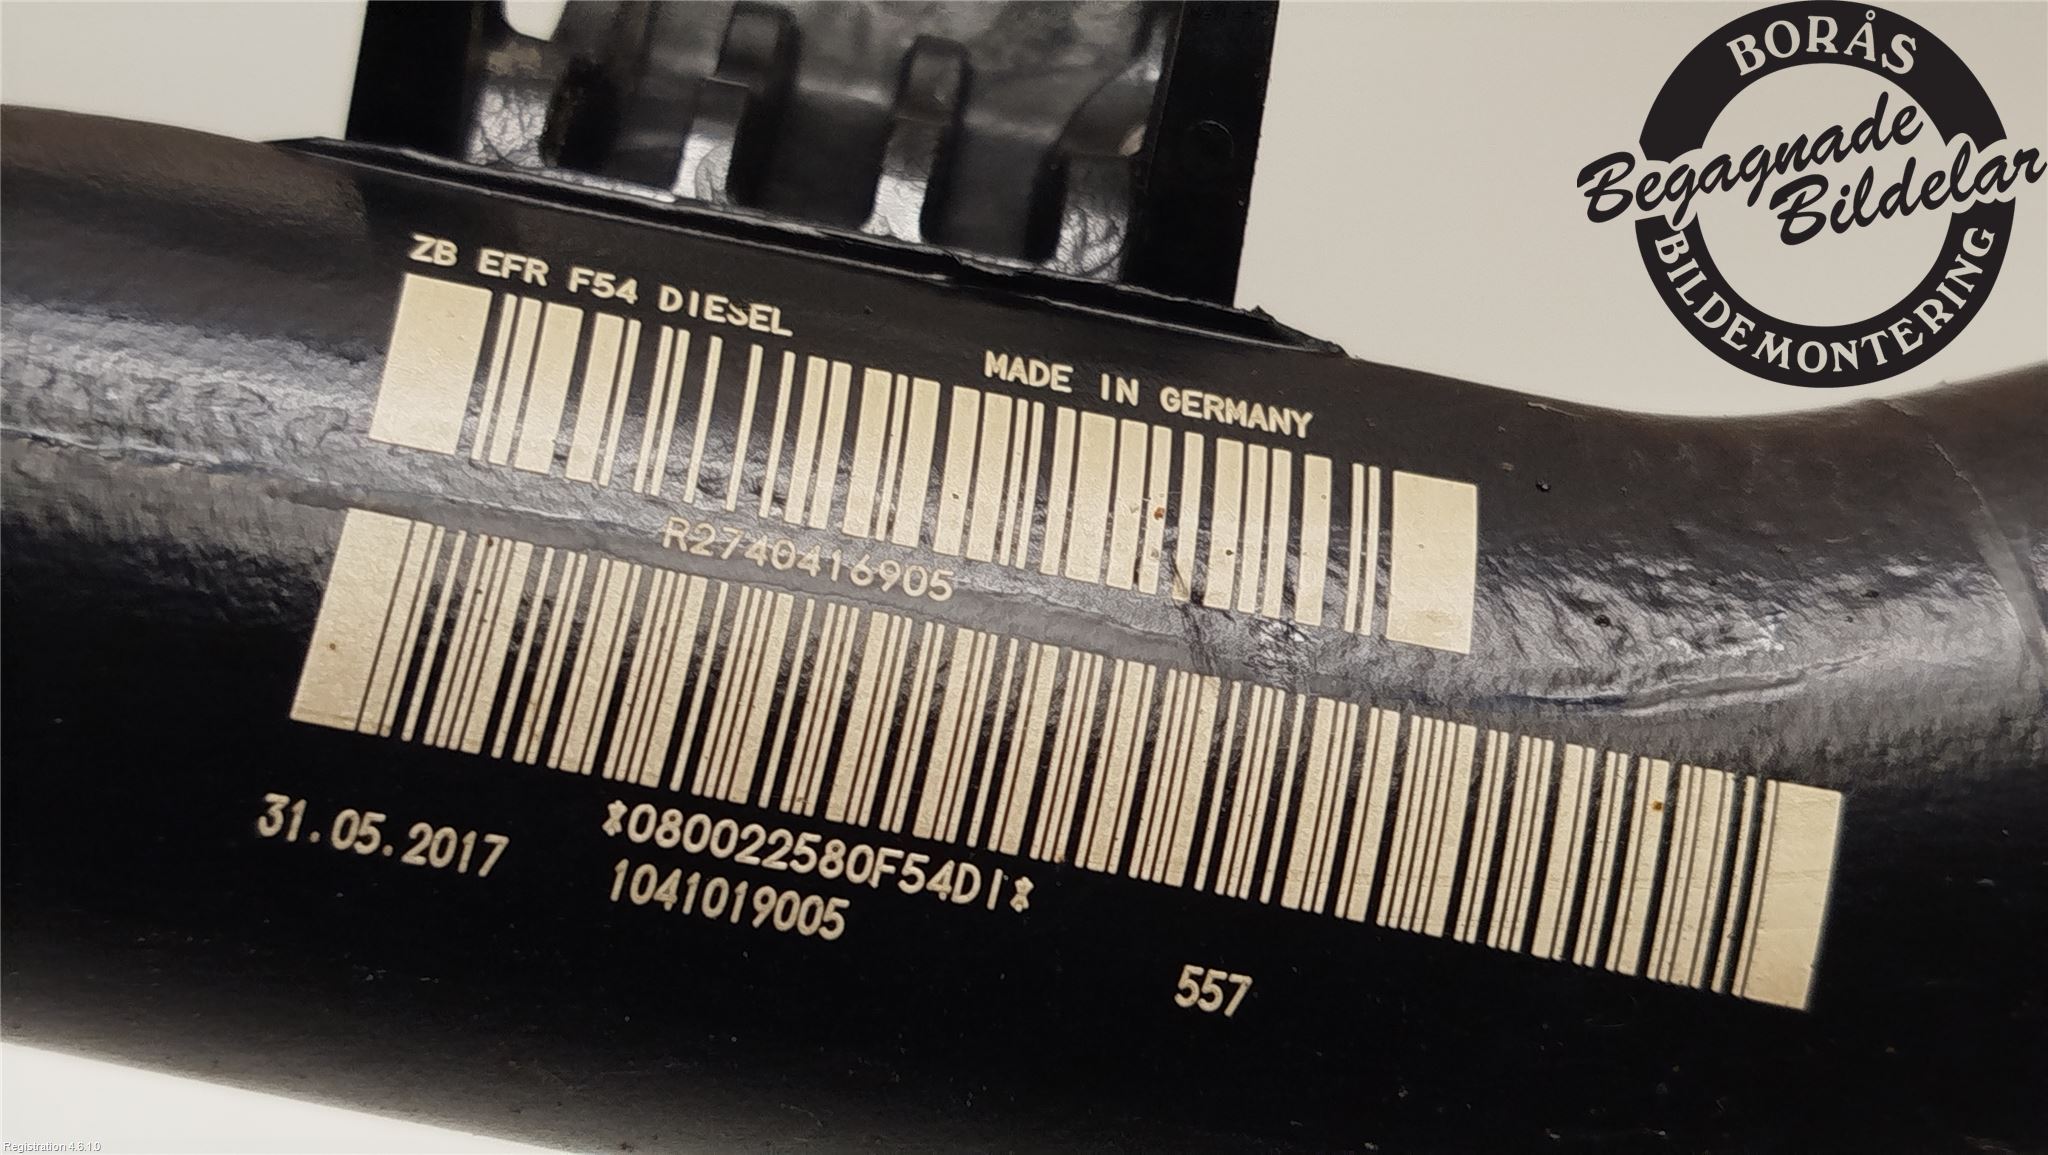 BORÅS
Begagnade
Bildelar
BILDEMONTERING
ZB EFR F54 DIESEL
MADE IN GERMANY
R2740416905
31.05.2017
*080022580F54DI*
1041019005
557
Registration 4.6.1.0